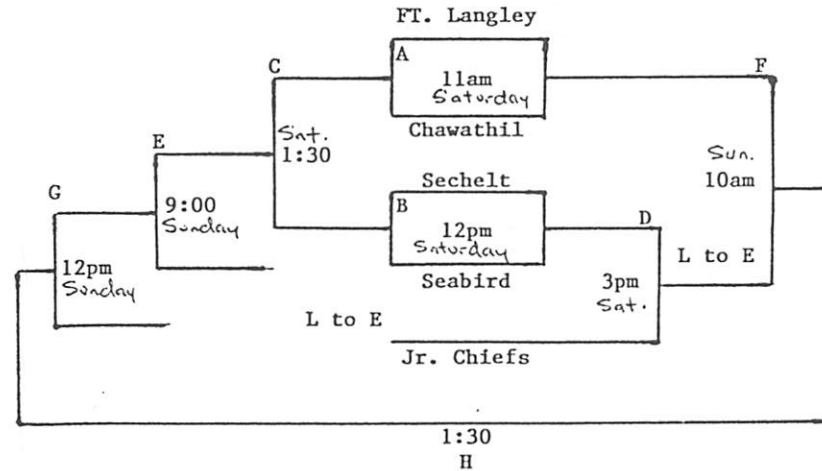 FT. Langley
C
A
F
11am
Saturday
Chawathil
E
Sat.
1:30
Sun.
10am
Sechelt
G
9:00
Sunday
B
12pm
Saturday
D
L to E
Seabird
12pm
Sunday
3pm
Sat.
L to E
Jr. Chiefs
1:30
H